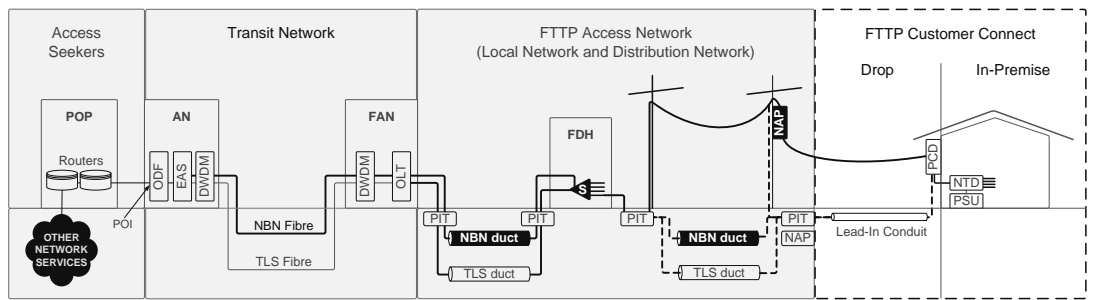 Access
Seekers
Transit Network
FTTP Access Network
(Local Network and Distribution Network)
FTTP Customer Connect
Drop
In-Premise
POP
AN
FAN
FDH
NAP
Routers
ODF
EAS
DWDM
DWDM
OLT
S
PCD
NTD
PSU
POI
PIT
PIT
PIT
PIT
NAP
NBN Fibre
TLS Fibre
NBN duct
TLS duct
NBN duct
TLS duct
Lead-In Conduit
OTHER
NETWORK
SERVICES